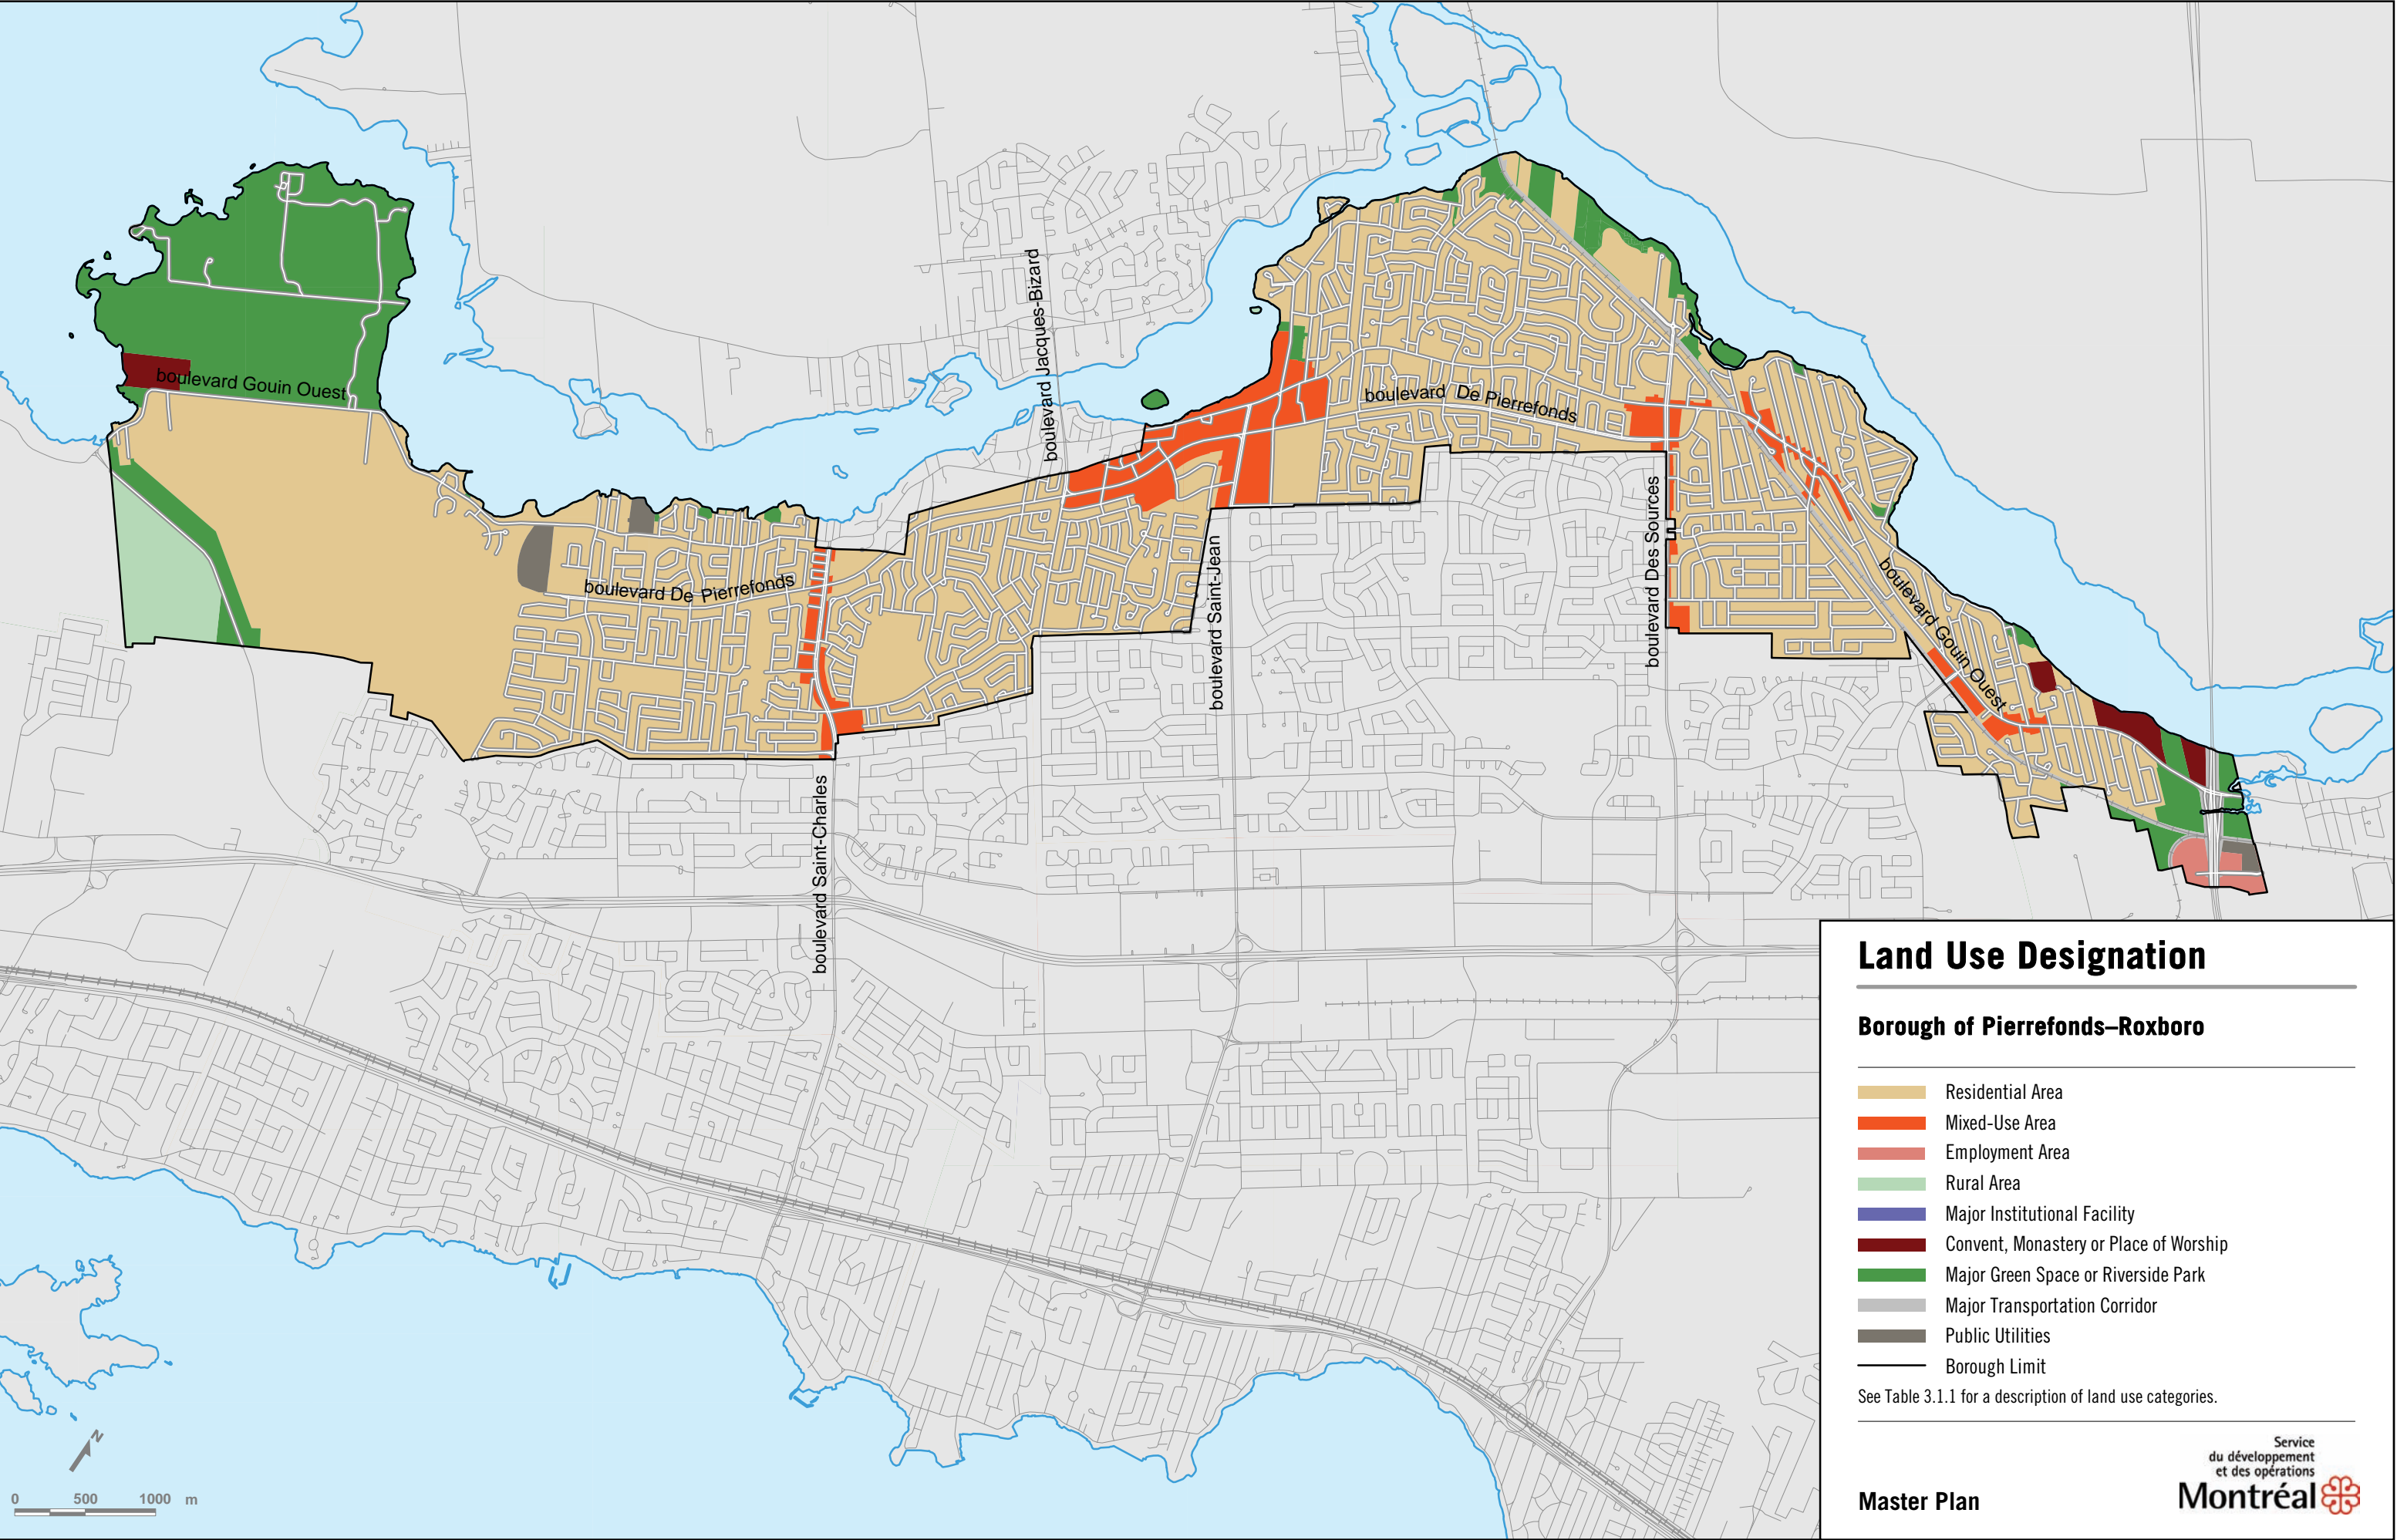 boulevard Jacques-Bizard
boulevard Gouin Ouest
boulevard De Pierrefonds
boulevard De Pierrefonds
boulevard Saint-Jean
boulevard Des Sources
boulevard Gouin Ouest
boulevard Saint-Charles
Land Use Designation
Borough of Pierrefonds–Roxboro
Residential Area
Mixed-Use Area
Employment Area
Rural Area
Major Institutional Facility
Convent, Monastery or Place of Worship
Major Green Space or Riverside Park
Major Transportation Corridor
Public Utilities
Borough Limit
See Table 3.1.1 for a description of land use categories.
Service
du développement
et des opérations
Montréal
Master Plan
N
0 500 1000 m